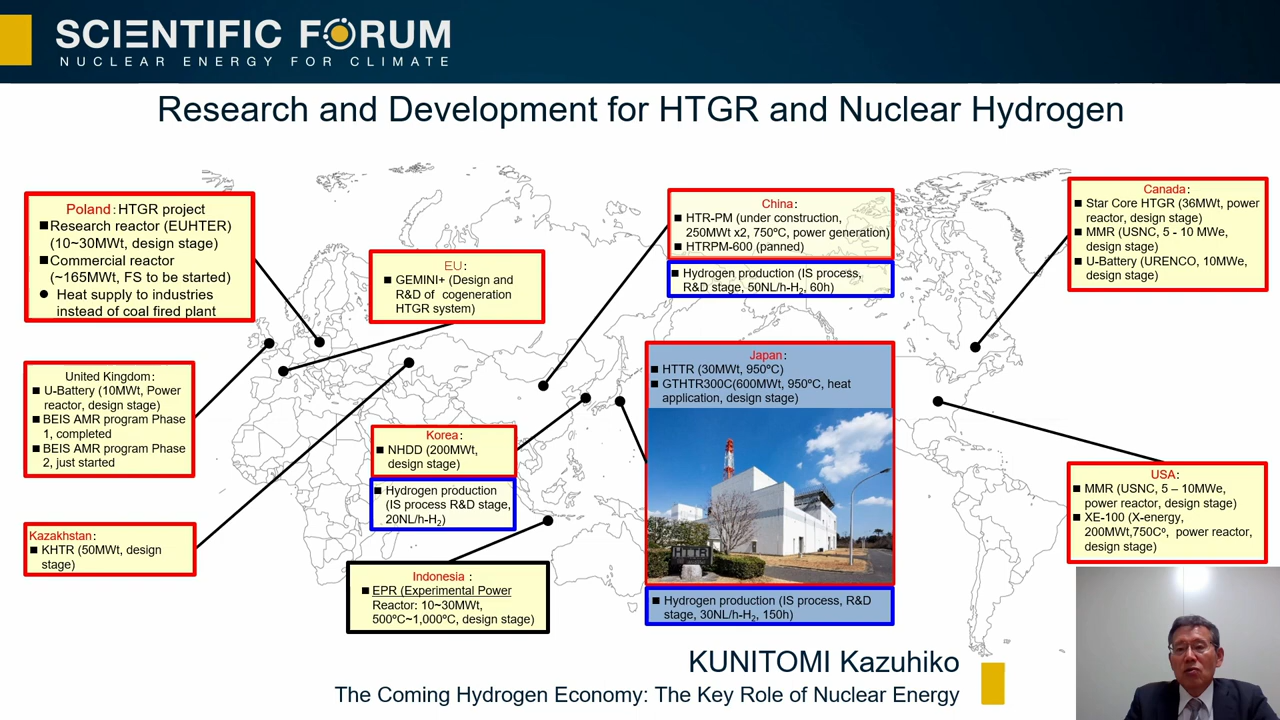 SCIENTIFIC FORUM
NUCLEAR ENERGY FOR CLIMATE
Research and Development for HTGR and Nuclear Hydrogen
Poland: HTGR project
■Research reactor (EUHTER)
(10~30MWt, design stage)
■Commercial reactor
(~165MWt, FS to be started)
● Heat supply to industries
instead of coal fired plant
EU:
■ GEMINI+ (Design and
R&D of cogeneration
HTGR system)
United Kingdom:
■ U-Battery (10MWt, Power
reactor, design stage)
■ BEIS AMR program Phase
1, completed
■ BEIS AMR program Phase
2, just started
Kazakhstan:
■ KHTR (50MWt, design
stage)
Korea:
■ NHDD (200MWt,
design stage)
■ Hydrogen production
(IS process R&D stage,
20NL/h-H₂)
Indonesia :
■ EPR (Experimental Power
Reactor: 10~30MWt,
500ºC~1,000ºC, design stage)
China:
■ HTR-PM (under construction,
250MWt x2, 750ºC, power generation)
■ HTRPM-600 (panned)
■ Hydrogen production (IS process,
R&D stage, 50NL/h-H₂, 60h)
Japan:
■ HTTR (30MWt, 950ºC)
■ GTHTR300C(600MWt, 950ºC, heat
application, design stage)
HTTR
■ Hydrogen production (IS process, R&D
stage, 30NL/h-H₂, 150h)
Canada:
■ Star Core HTGR (36MWt, power
reactor, design stage)
■ MMR (USNC, 5 - 10 MWe,
design stage)
■ U-Battery (URENCO, 10MWe,
design stage)
USA:
■ MMR (USNC, 5 – 10MWe,
power reactor, design stage)
■ XE-100 (X-energy,
200MWt,750Cº, power reactor,
design stage)
KUNITOMI Kazuhiko
The Coming Hydrogen Economy: The Key Role of Nuclear Energy